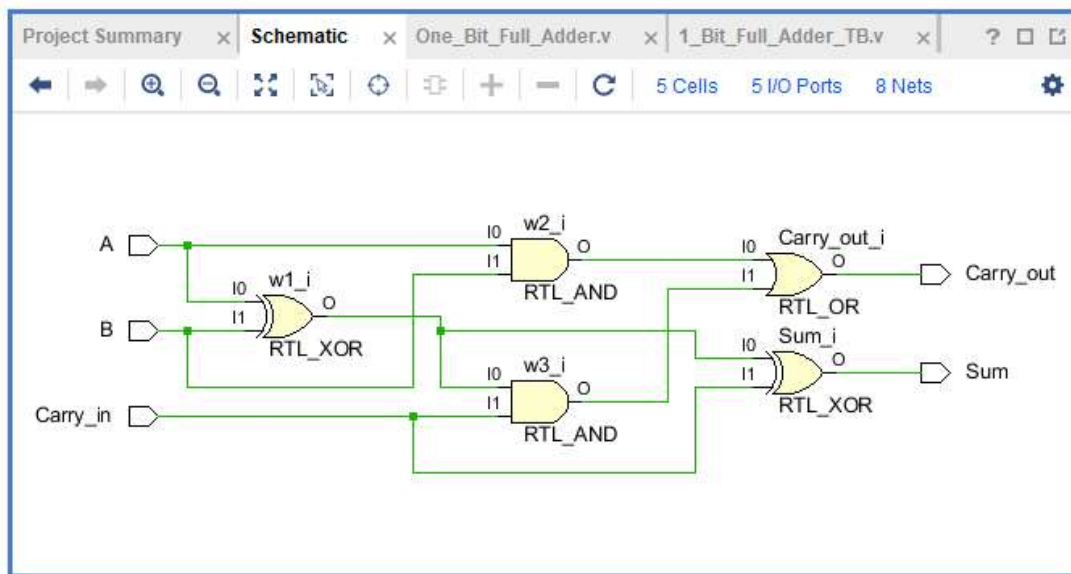 Project Summary × Schematic × One_Bit_Full_Adder.v × 1_Bit_Full_Adder_TB.v × ?
5 Cells 5 I/O Ports 8 Nets
w2_i
I0 O
A
I1
RTL_AND
Carry_out_i
I0 O
I1
Carry_out
RTL_OR
w1_i
I0 O
B I1
RTL_XOR
Sum_i
I0 O
I1
Sum
RTL_XOR
w3_i
I0 O
I1
Carry_in
RTL_AND